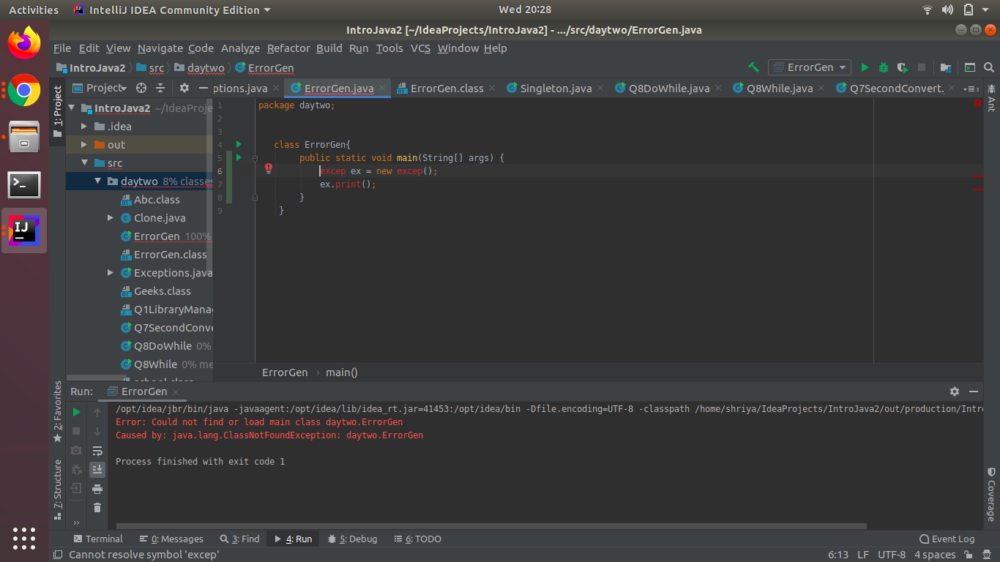 Activities IntelliJ IDEA Community Edition Wed 20:28
IntroJava2 [~/IdeaProjects/IntroJava2] - .../src/daytwo/ErrorGen.java
File Edit View Navigate Code Analyze Refactor Build Run Tools VCS Window Help
IntroJava2 src daytwo ErrorGen ErrorGen
1: Project
Project
ptions.java ErrorGen.java ErrorGen.class Singleton.java Q8DoWhile.java Q8While.java Q7SecondConvert.
Ant
IntroJava2 ~/IdeaProje
.idea
out
src
daytwo 8% classes
Abc.class
Clone.java
ErrorGen 100%
ErrorGen.class
Exceptions.java
Geeks.class
Q1LibraryMana
Q7SecondConve
Q8DoWhile 0%
Q8While 0% me
1 package daytwo;
2
3
4 class ErrorGen{
5 public static void main(String[] args) {
6 excep ex = new excep();
7 ex.print();
8 }
9 }
ErrorGen › main()
2: Favorites
7: Structure
Run: ErrorGen
/opt/idea/jbr/bin/java -javaagent:/opt/idea/lib/idea_rt.jar=41453:/opt/idea/bin -Dfile.encoding=UTF-8 -classpath /home/shriya/IdeaProjects/IntroJava2/out/production/Intro
Error: Could not find or load main class daytwo.ErrorGen
Caused by: java.lang.ClassNotFoundException: daytwo.ErrorGen
Process finished with exit code 1
Coverage
Terminal 0: Messages 3: Find 4: Run 5: Debug 6: TODO Event Log
Cannot resolve symbol 'excep' 6:13 LF UTF-8 4 spaces